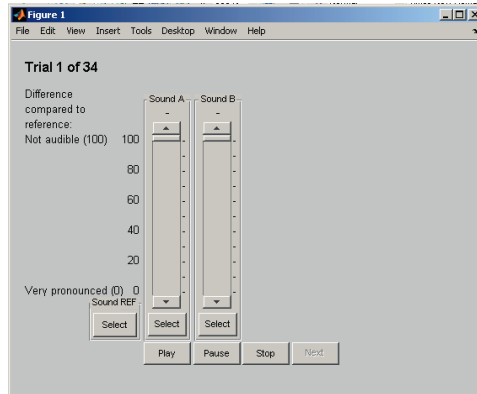 Figure 1
File Edit View Insert Tools Desktop Window Help
Trial 1 of 34
Difference
compared to
reference:
Sound A Sound B
- -
Not audible (100) 100
80
60
40
20
Very pronounced (0) 0
Sound REF
Select Select Select
Play Pause Stop Next